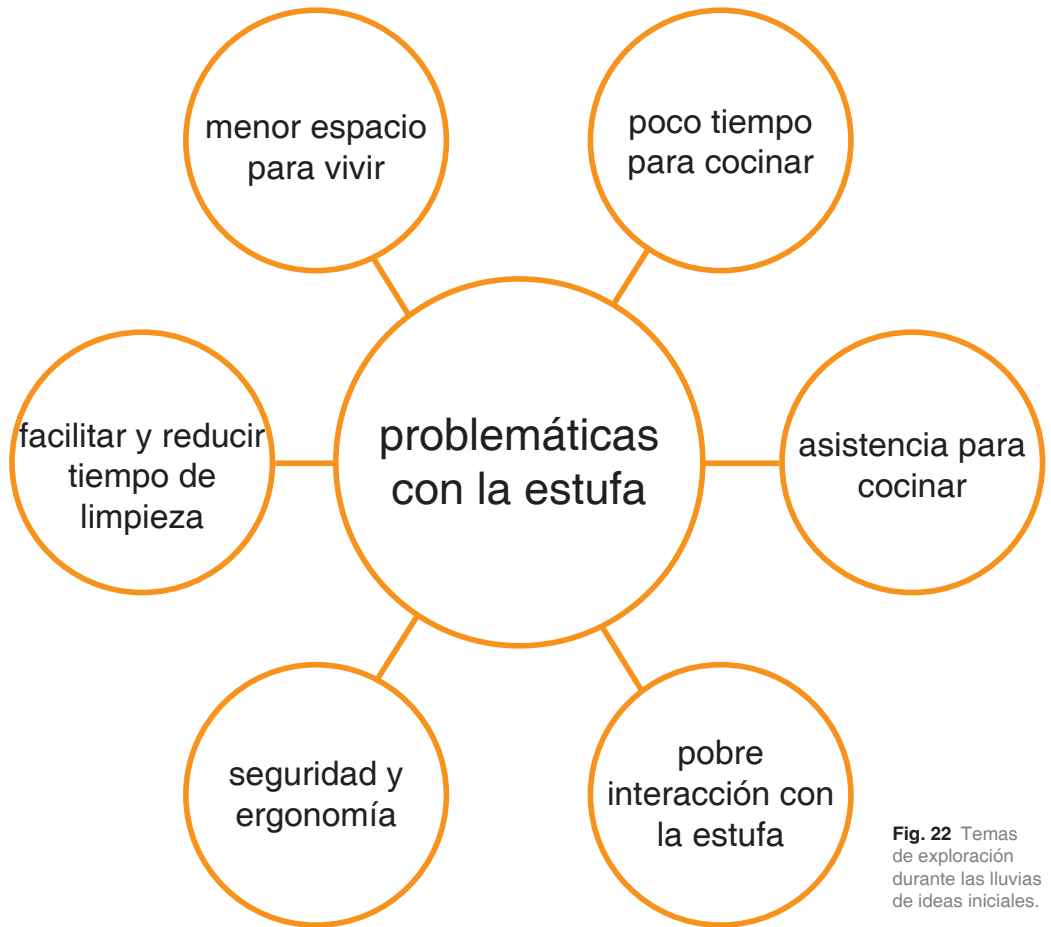 menor espacio
para vivir
poco tiempo
para cocinar
facilitar y reducir
tiempo de
limpieza
problemáticas
con la estufa
asistencia para
cocinar
seguridad y
ergonomía
pobre
interacción con
la estufa
Fig. 22 Temas
de exploración
durante las lluvias
de ideas iniciales.